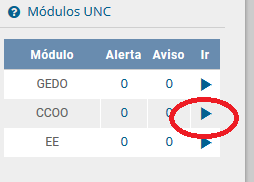 ? Módulos UNC
Módulo Alerta Aviso Ir
GEDO 0 0
CCOO 0 0
EE 0 0